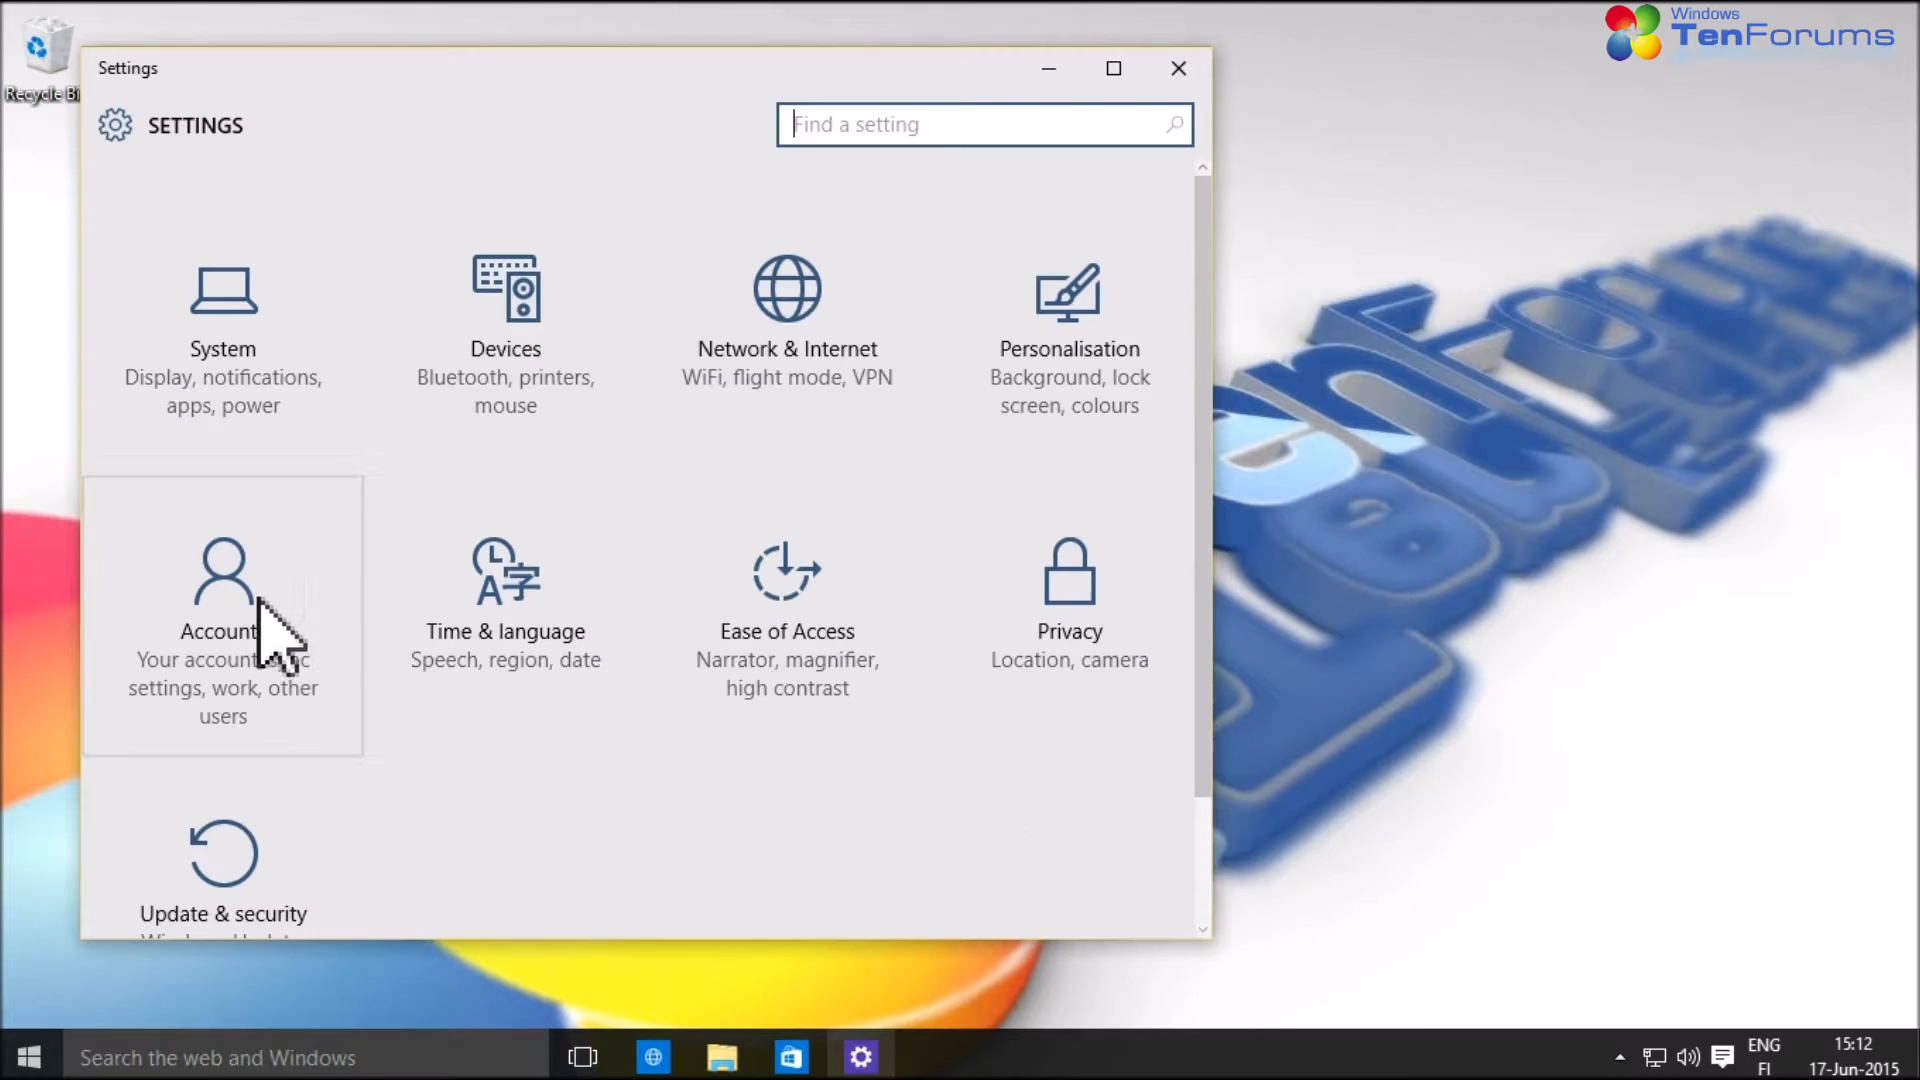 Windows
TenForums
Settings
SETTINGS
Find a setting
System
Display, notifications,
apps, power
Devices
Bluetooth, printers,
mouse
Network & Internet
WiFi, flight mode, VPN
Personalisation
Background, lock
screen, colours
Account
Your account
settings, work, other
users
Time & language
Speech, region, date
Ease of Access
Narrator, magnifier,
high contrast
Privacy
Location, camera
Update & security
Search the web and Windows
ENG
FI
15:12
17-Jun-2015